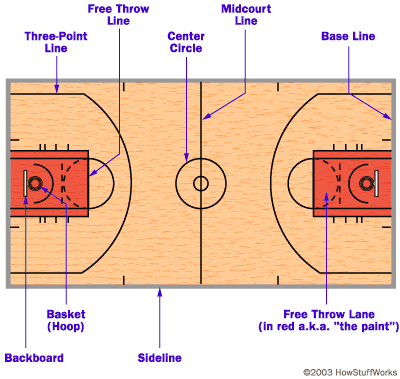 Free Throw
Line
Midcourt
Line
Three-Point
Line
Center
Circle
Base Line
Basket
(Hoop)
Free Throw Lane
(in red a.k.a. "the paint")
Backboard
Sideline
©2003 HowStuffWorks